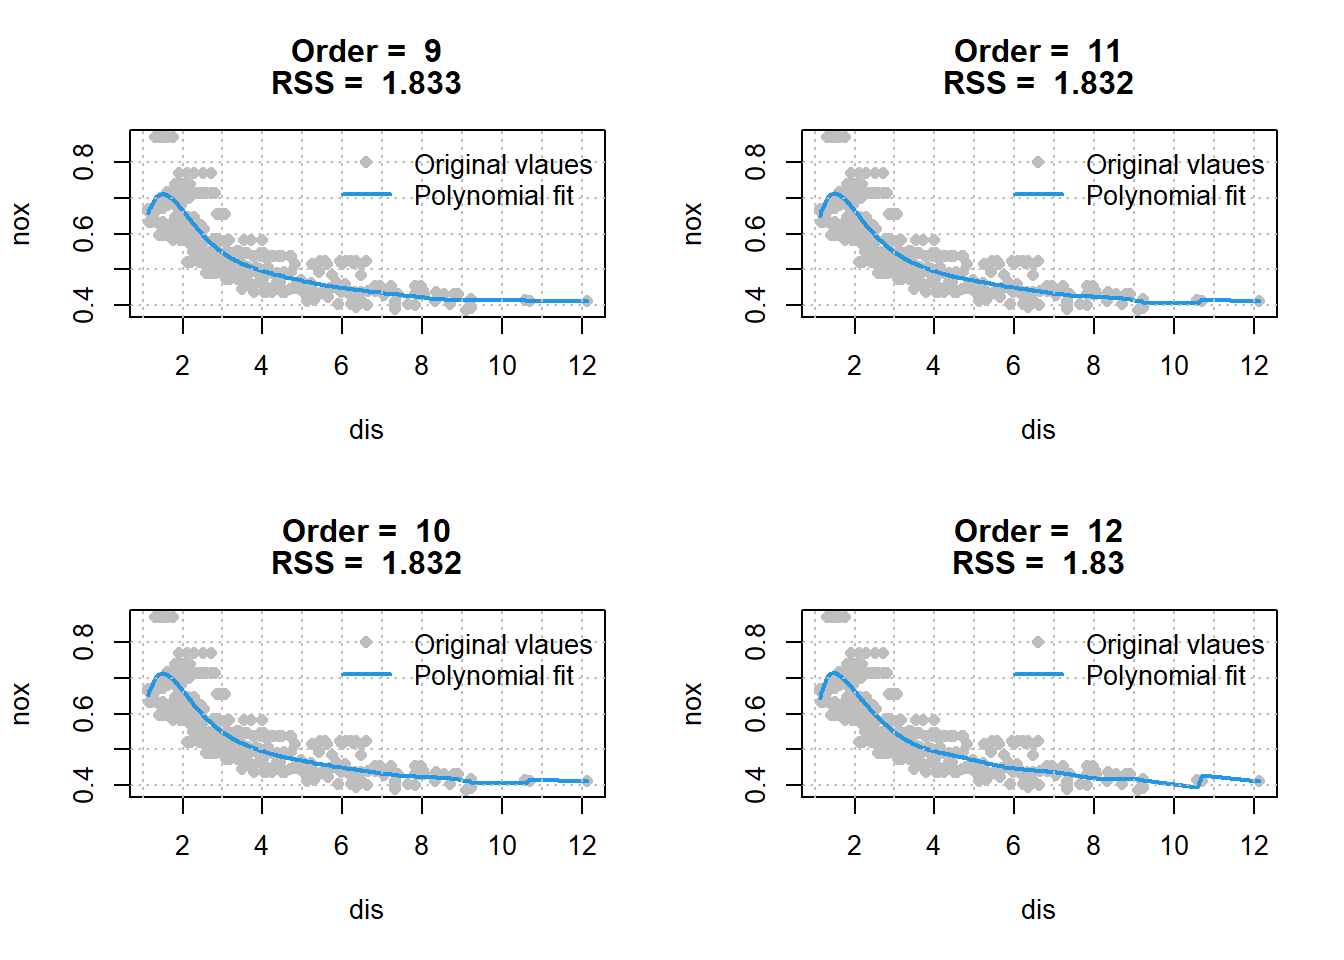 Order = 9
RSS = 1.833
Original vlaues
Polynomial fit
nox
0.4 0.6 0.8
2 4 6 8 10 12
dis
Order = 11
RSS = 1.832
Original vlaues
Polynomial fit
nox
0.4 0.6 0.8
2 4 6 8 10 12
dis
Order = 10
RSS = 1.832
Original vlaues
Polynomial fit
nox
0.4 0.6 0.8
2 4 6 8 10 12
dis
Order = 12
RSS = 1.83
Original vlaues
Polynomial fit
nox
0.4 0.6 0.8
2 4 6 8 10 12
dis